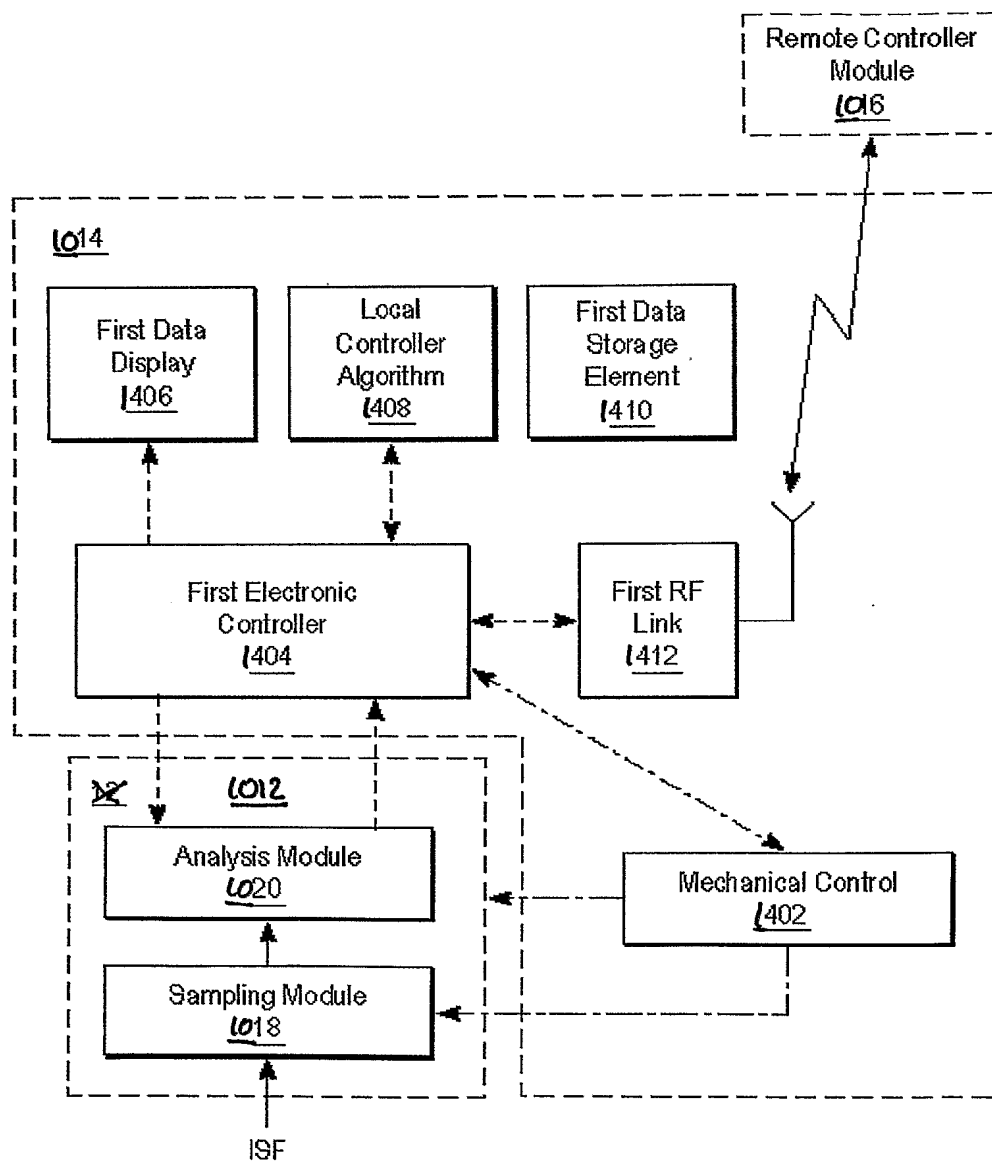 Remote Controller
Module
1016
1014
First Data
Display
1406
Local
Controller
Algorithm
1408
First Data
Storage
Element
1410
First Electronic
Controller
1404
First RF
Link
1412
12
1012
Analysis Module
1020
Mechanical Control
1402
Sampling Module
1018
ISF